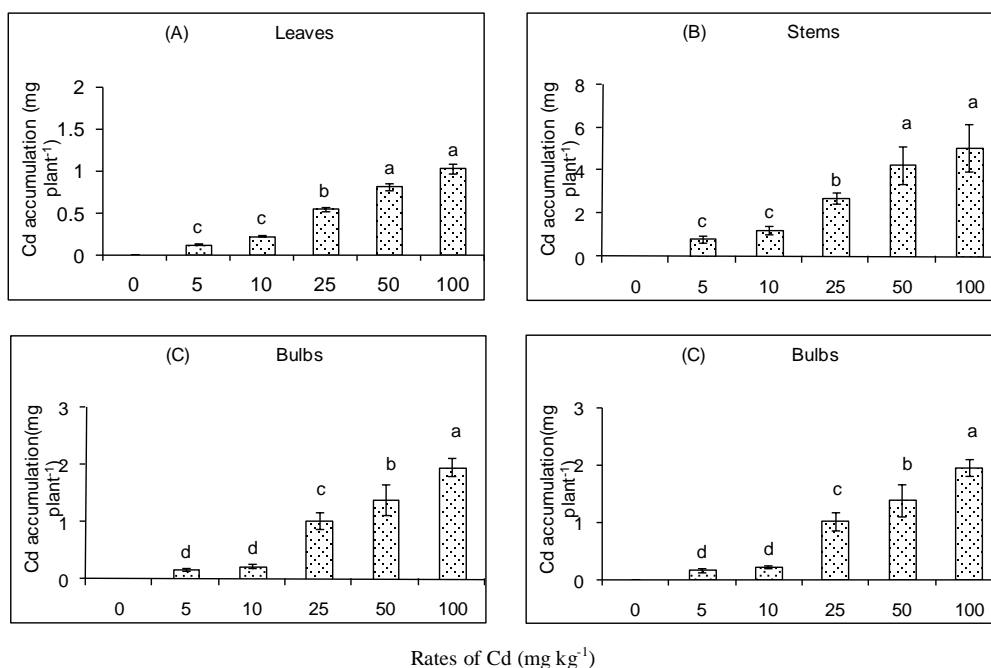 (A) Leaves
Cd accumulation (mg
plant-1)
2
1.5
1
0.5
0
c
c
b
a
a
0 5 10 25 50 100
(B) Stems
Cd accumulation (mg
plant-1)
8
6
4
2
0
c
c
b
a
a
0 5 10 25 50 100
(C) Bulbs
Cd accumulation(mg
plant-1)
3
2
1
0
d
d
c
b
a
0 5 10 25 50 100
(C) Bulbs
Cd accumulation(mg
plant-1)
3
2
1
0
d
d
c
b
a
0 5 10 25 50 100
Rates of Cd (mg kg-1)